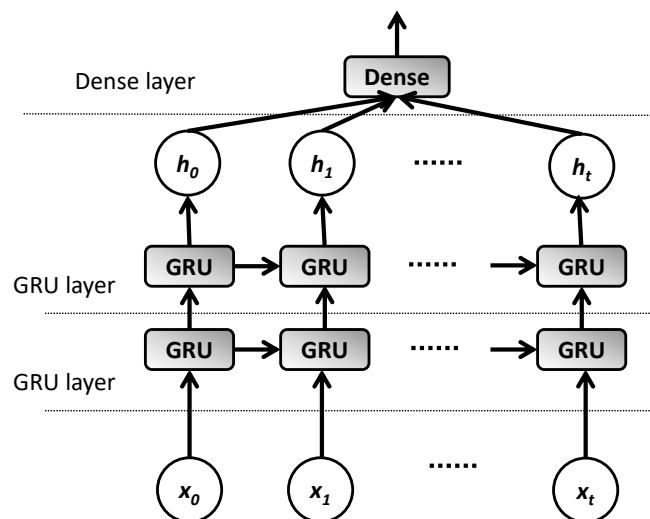 Dense layer
Dense
h0 h1 ...... ht
GRU GRU ...... GRU
GRU layer
GRU GRU ...... GRU
GRU layer
x0 x1 ...... xt